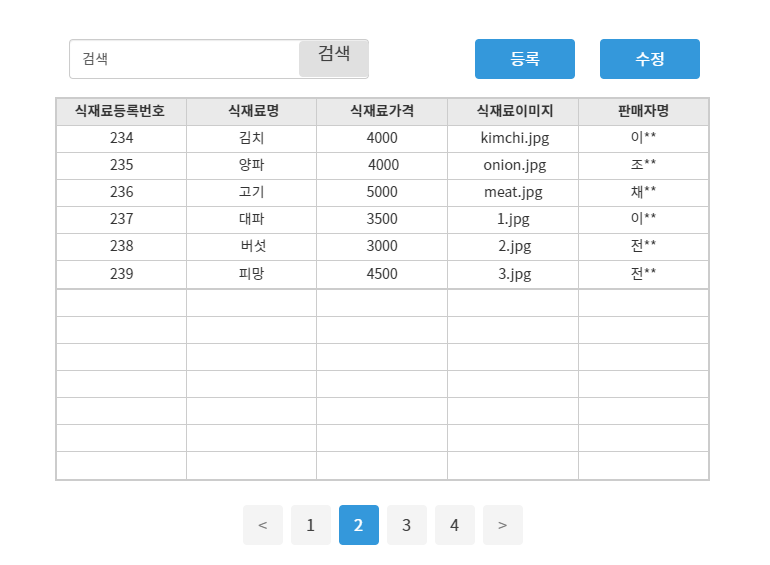 검색 검색 등록 수정
식재료등록번호 식재료명 식재료가격 식재료이미지 판매자명
234 김치 4000 kimchi.jpg 이**
235 양파 4000 onion.jpg 조**
236 고기 5000 meat.jpg 채**
237 대파 3500 1.jpg 이**
238 버섯 3000 2.jpg 전**
239 피망 4500 3.jpg 전**
< 1 2 3 4 >